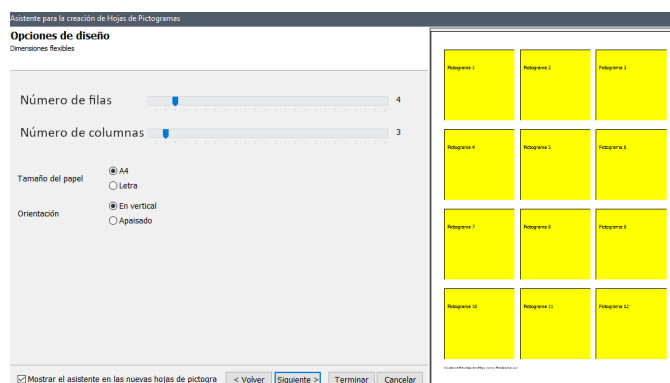 Asistente para la creación de Hojas de Pictogramas
Opciones de diseño
Dimensiones flexibles
Número de filas 4
Número de columnas 3
Tamaño del papel
A4
Letra
Orientación
En vertical
Apaisado
Mostrar el asistente en las nuevas hojas de pictogra
< Volver Siguiente > Terminar Cancelar
Pictograma 1 Pictograma 2 Pictograma 3
Pictograma 4 Pictograma 5 Pictograma 6
Pictograma 7 Pictograma 8 Pictograma 9
Pictograma 10 Pictograma 11 Pictograma 12